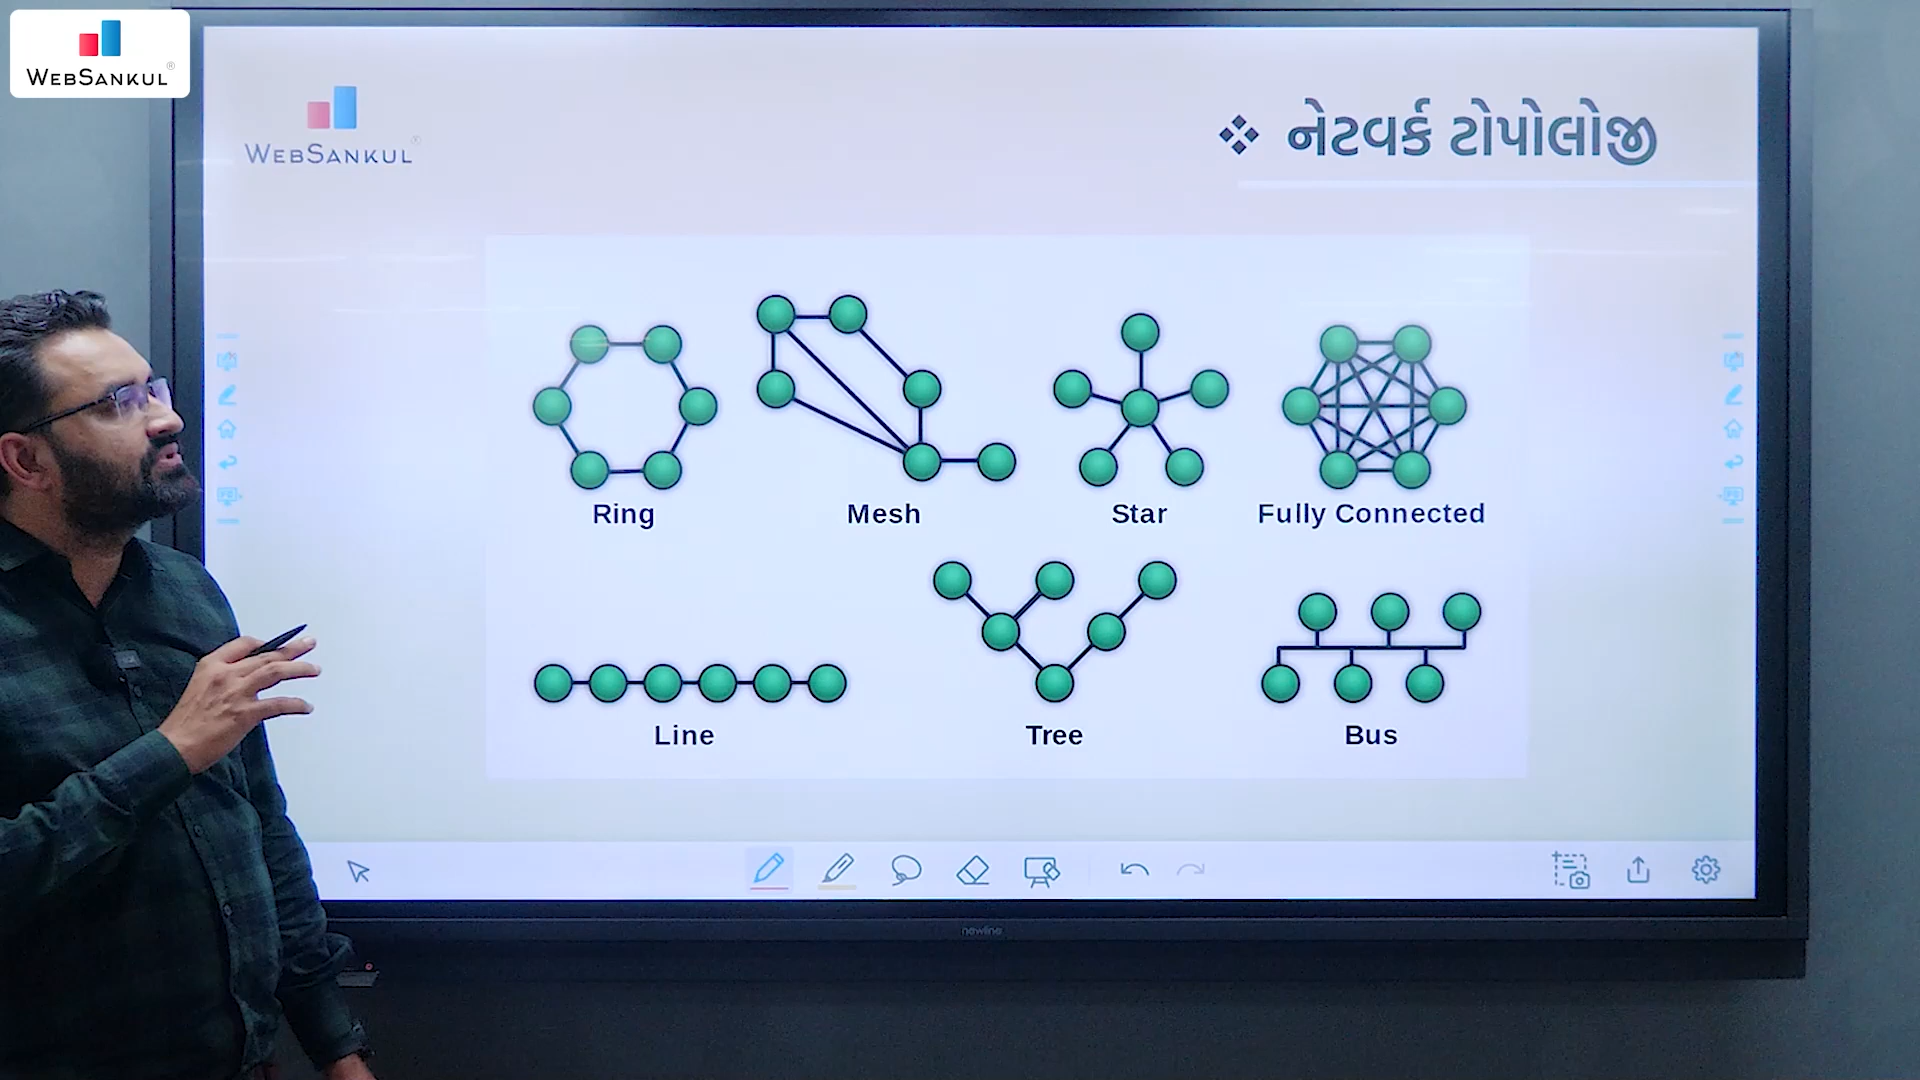 WEBSANKUL
WEBSANKUL
❖ નેટવર્ક ટોપોલોજી
Ring
Mesh
Star
Fully Connected
Line
Tree
Bus
newline